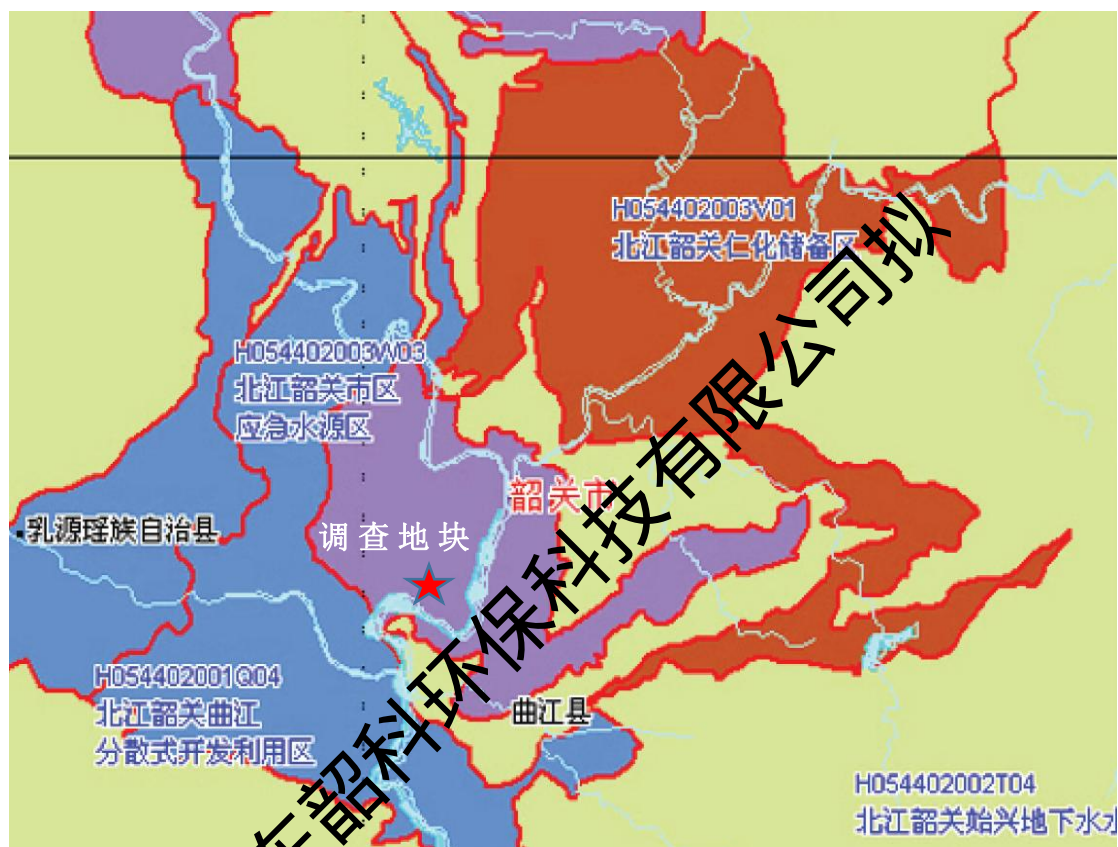 H054402003V01
北江韶关仁化储备区
H054402003W03
北江韶关市区
应急水源区
韶关市
乳源瑶族自治县
调查地块
H054402001Q04
北江韶关曲江
分散式开发利用区
曲江县
H054402002T04
北江韶关始兴地下水水
东韶科环保科技有限公司拟